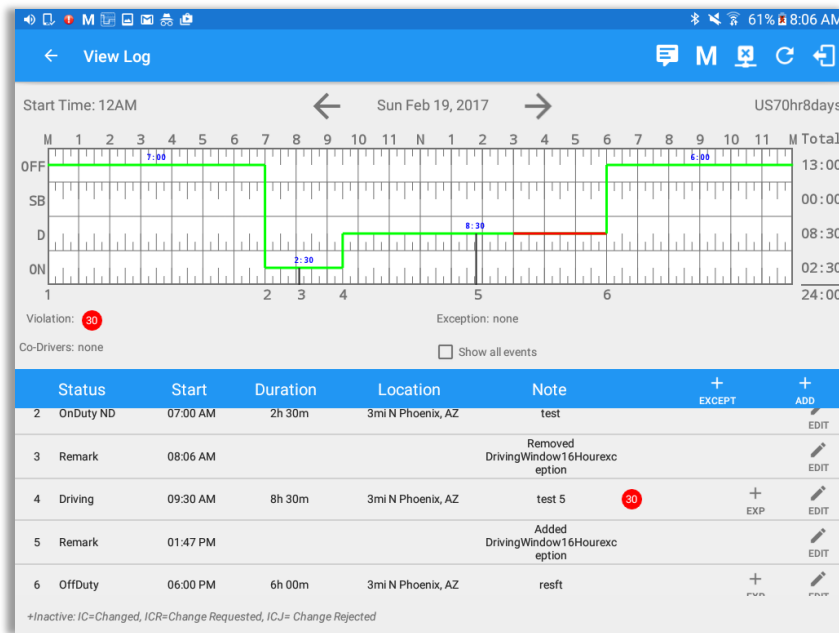 61% 8:06 AM
View Log
M
Start Time: 12AM
Sun Feb 19, 2017
US70hr8days
M 1 2 3 4 5 6 7 8 9 10 11 N 1 2 3 4 5 6 7 8 9 10 11 M Total
OFF 7:00 6:00 13:00
SB 00:00
D 8:30 08:30
ON 2:30 02:30
1 2 3 4 5 6 24:00
Violation: 30
Exception: none
Co-Drivers: none
Show all events
Status Start Duration Location Note + EXCEPT + ADD
2 OnDuty ND 07:00 AM 2h 30m 3mi N Phoenix, AZ test EDIT
3 Remark 08:06 AM Removed
DrivingWindow16Hourexc
eption
EDIT
4 Driving 09:30 AM 8h 30m 3mi N Phoenix, AZ test 5 30 + EXP EDIT
5 Remark 01:47 PM Added
DrivingWindow16Hourexc
eption
EDIT
6 OffDuty 06:00 PM 6h 00m 3mi N Phoenix, AZ resft + EXP EDIT
+Inactive: IC=Changed, ICR=Change Requested, ICJ= Change Rejected